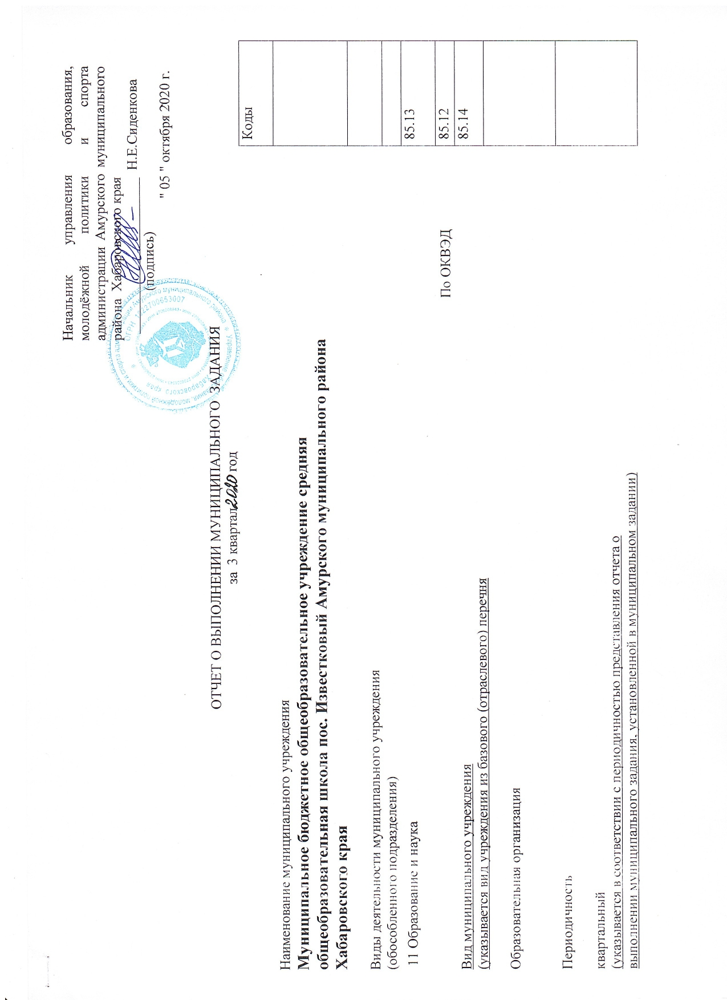 Начальник управления образования,
молодёжной политики и спорта
администрации Амурского муниципального
района Хабаровского края
Н.Е.Сиденкова
(подпись)
" 05 " октября 2020 г.
ОГРН 1022700653007
Хабаровского края
ОТЧЕТ О ВЫПОЛНЕНИИ МУНИЦИПАЛЬНОГО ЗАДАНИЯ
за 3 квартал 2020 год
Коды
Наименование муниципального учреждения
Муниципальное бюджетное общеобразовательное учреждение средняя
общеобразовательная школа пос. Известковый Амурского муниципального района
Хабаровского края
Виды деятельности муниципального учреждения
(обособленного подразделения)
11 Образование и наука
По ОКВЭД
85.13
85.12
85.14
Вид муниципального учреждения
(указывается вид учреждения из базового (отраслевого) перечня
Образовательная организация
Периодичность
квартальный
(указывается в соответствии с периодичностью представления отчета о
выполнении муниципального задания, установленной в муниципальном задании)